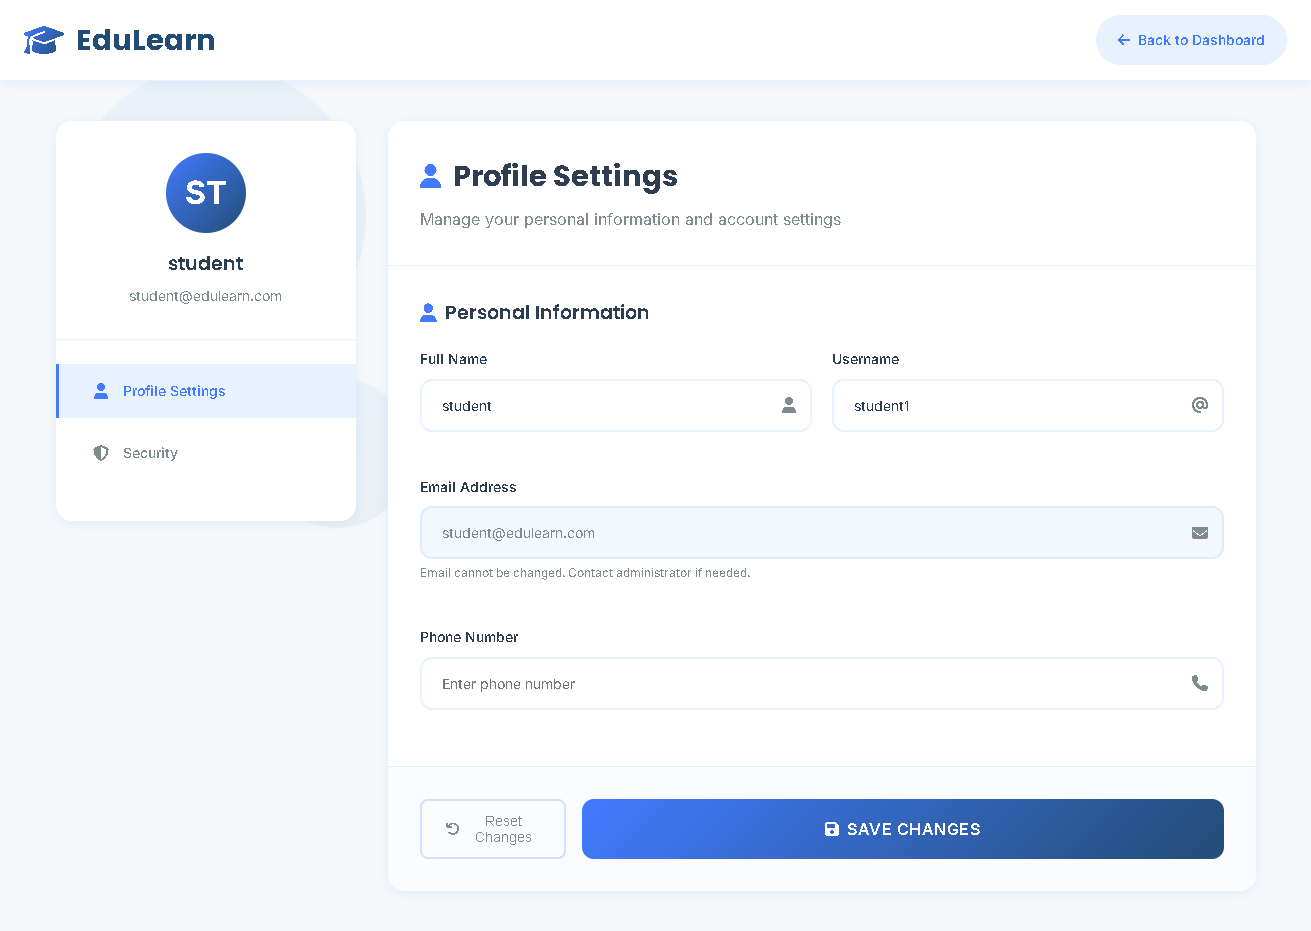 EduLearn
Back to Dashboard
ST
student
student@edulearn.com
Profile Settings
Security
Profile Settings
Manage your personal information and account settings
Personal Information
Full Name
student
Username
student1
@
Email Address
student@edulearn.com
Email cannot be changed. Contact administrator if needed.
Phone Number
Enter phone number
Reset
Changes
SAVE CHANGES